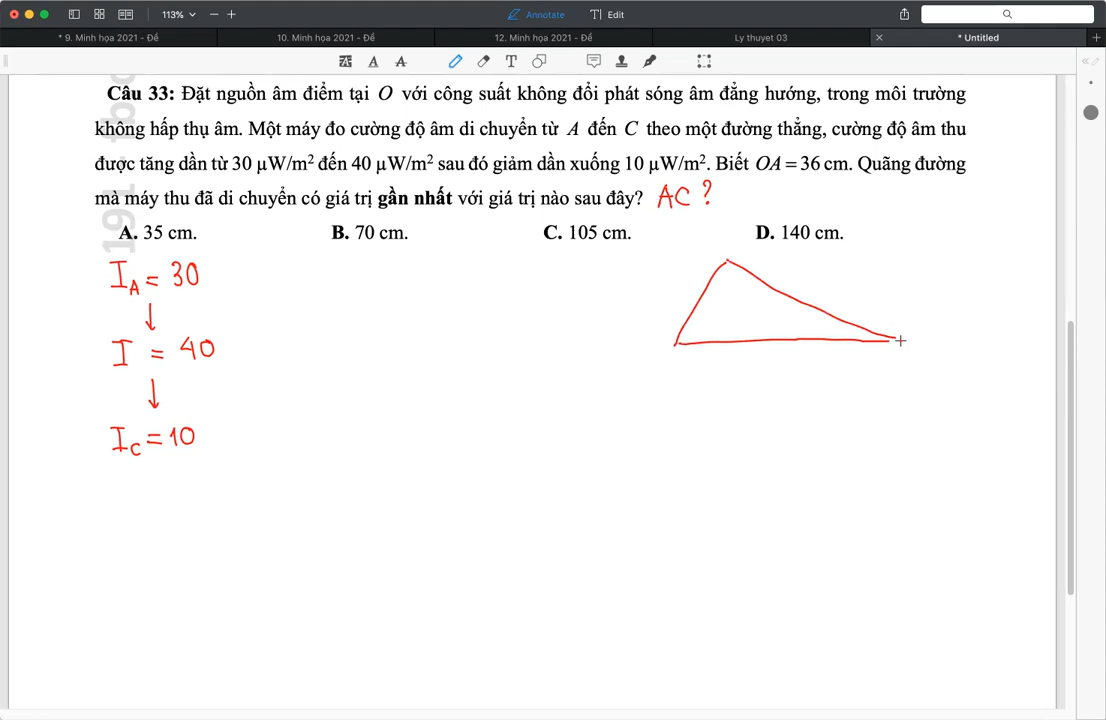 113%
Annotate
Edit
* 9. Minh họa 2021 - Đề
10. Minh họa 2021 - Đề
12. Minh họa 2021 - Đề
Ly thuyet 03
* Untitled
Câu 33: Đặt nguồn âm điểm tại O với công suất không đổi phát sóng âm đẳng hướng, trong môi trường
không hấp thụ âm. Một máy đo cường độ âm di chuyển từ A đến C theo một đường thẳng, cường độ âm thu
được tăng dần từ 30 μW/m² đến 40 μW/m² sau đó giảm dần xuống 10 μW/m². Biết OA = 36 cm. Quãng đường
mà máy thu đã di chuyển có giá trị gần nhất với giá trị nào sau đây? AC ?
A. 35 cm. B. 70 cm. C. 105 cm. D. 140 cm.
I_A = 30
↓
I = 40
↓
I_C = 10